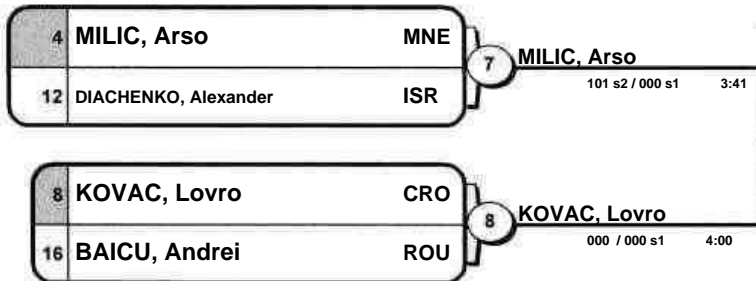 4 MILIC, Arso MNE
12 DIACHENKO, Alexander ISR
7
MILIC, Arso
101 s2 / 000 s1 3:41
8 KOVAC, Lovro CRO
16 BAICU, Andrei ROU
8
KOVAC, Lovro
000 / 000 s1 4:00